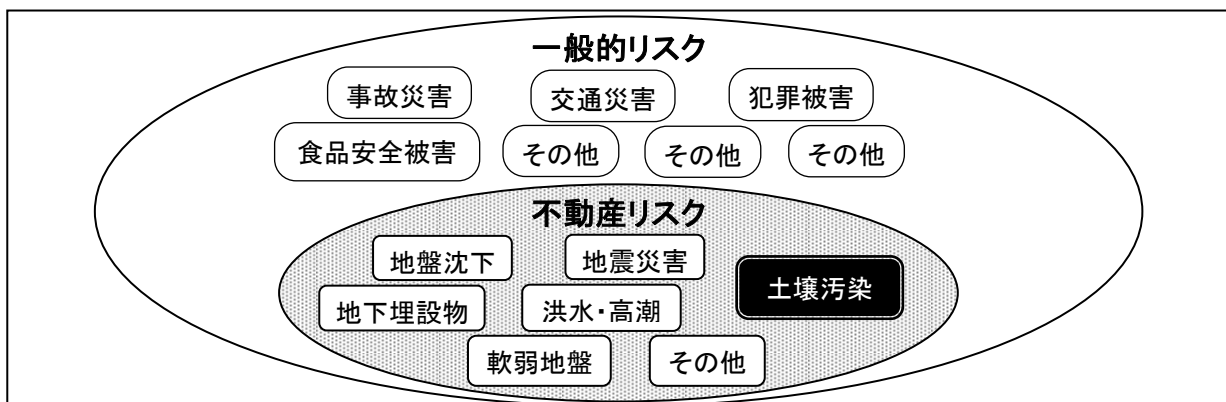 一般的リスク
事故災害 交通災害 犯罪被害
食品安全被害 その他 その他 その他
不動産リスク
地盤沈下 地震災害 土壌汚染
地下埋設物 洪水・高潮
軟弱地盤 その他